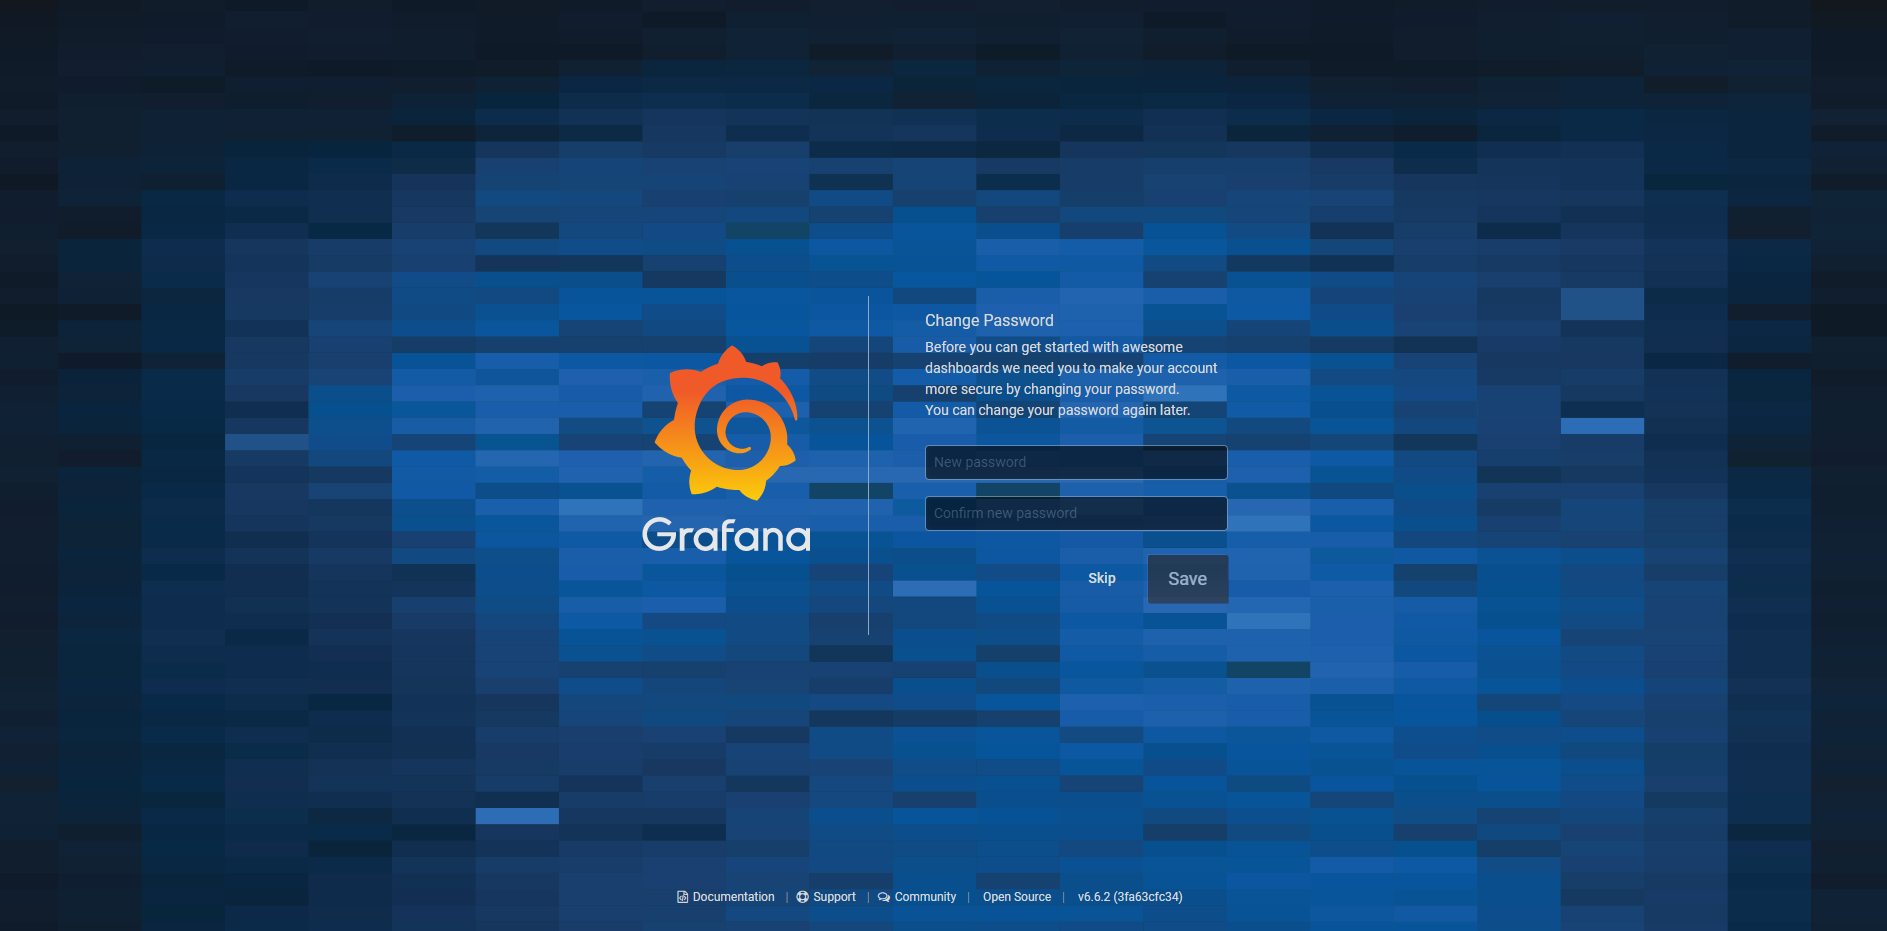 Grafana
Change Password
Before you can get started with awesome
dashboards we need you to make your account
more secure by changing your password.
You can change your password again later.
New password
Confirm new password
Skip
Save
Documentation | Support | Community | Open Source | v6.6.2 (3fa63cfc34)